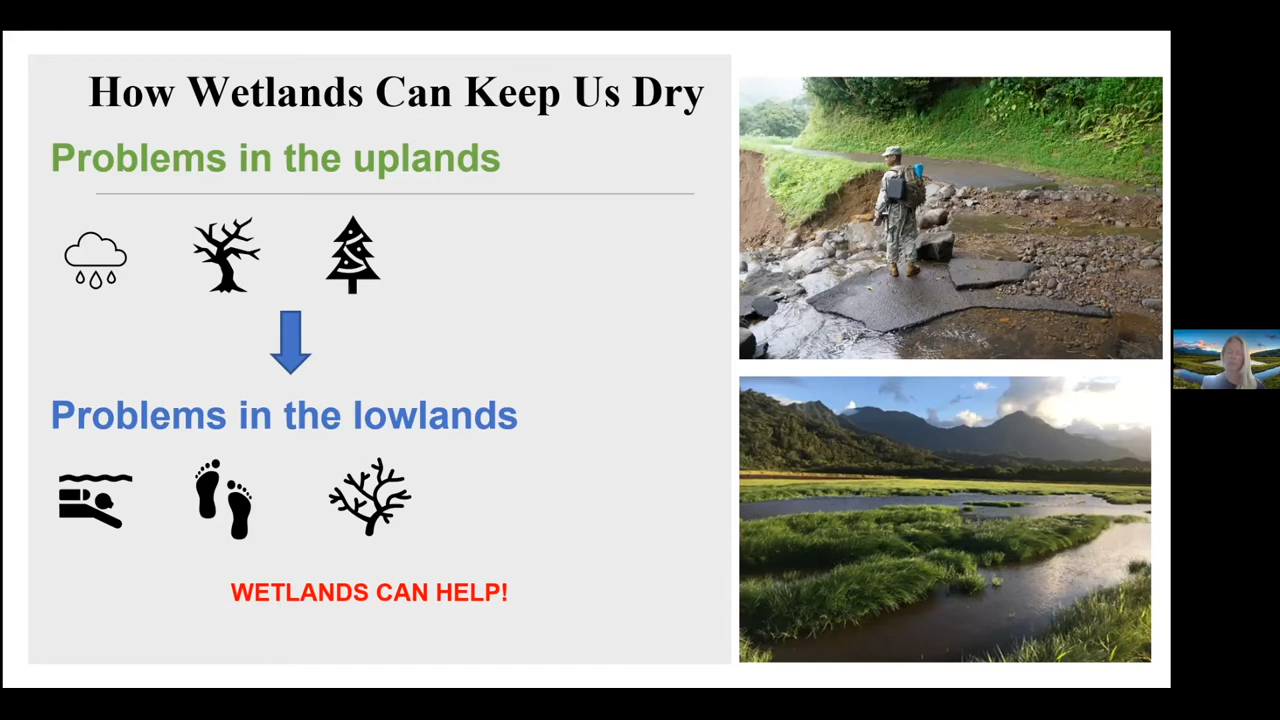 How Wetlands Can Keep Us Dry
Problems in the uplands
Problems in the lowlands
WETLANDS CAN HELP!